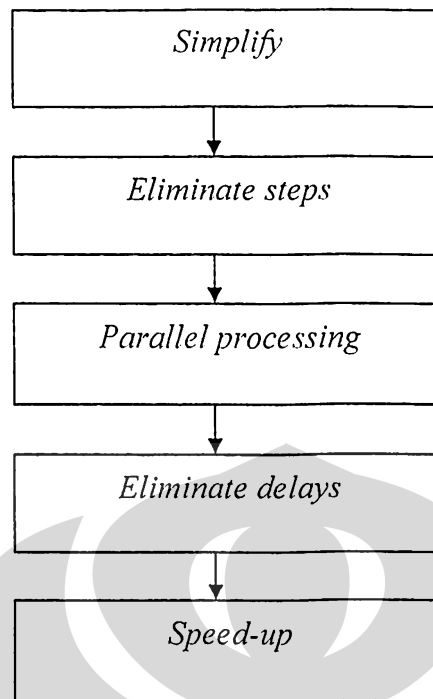 Simplify
Eliminate steps
Parallel processing
Eliminate delays
Speed-up